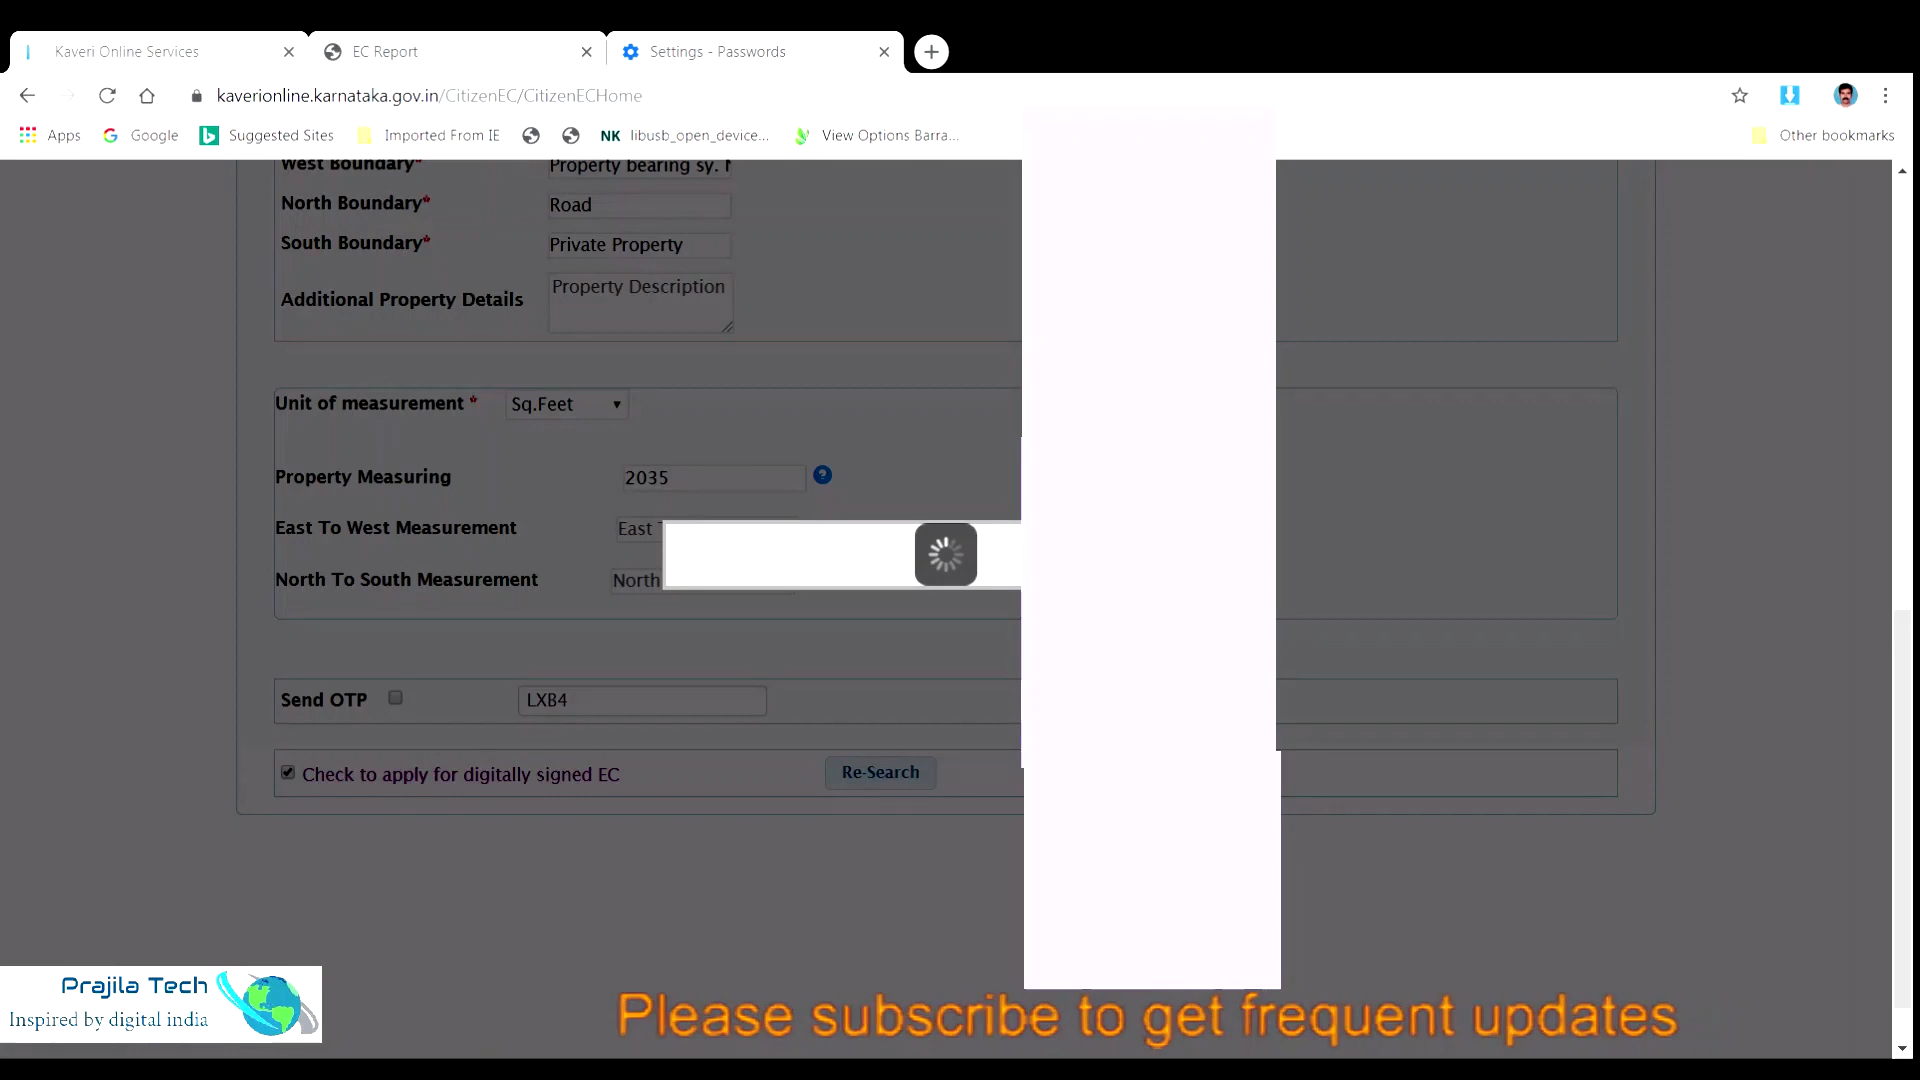 Kaveri Online Services
EC Report
Settings - Passwords
kaverionline.karnataka.gov.in/CitizenEC/CitizenECHome
Apps
Google
Suggested Sites
Imported From IE
NK libusb_open_device...
View Options Barra...
Other bookmarks
West Boundary* Property bearing sy.
North Boundary* Road
South Boundary* Private Property
Additional Property Details Property Description
Unit of measurement * Sq.Feet
Property Measuring 2035 ?
East To West Measurement East
North To South Measurement North
Send OTP LXB4
Check to apply for digitally signed EC Re-Search
Prajila Tech
Inspired by digital india
Please subscribe to get frequent updates